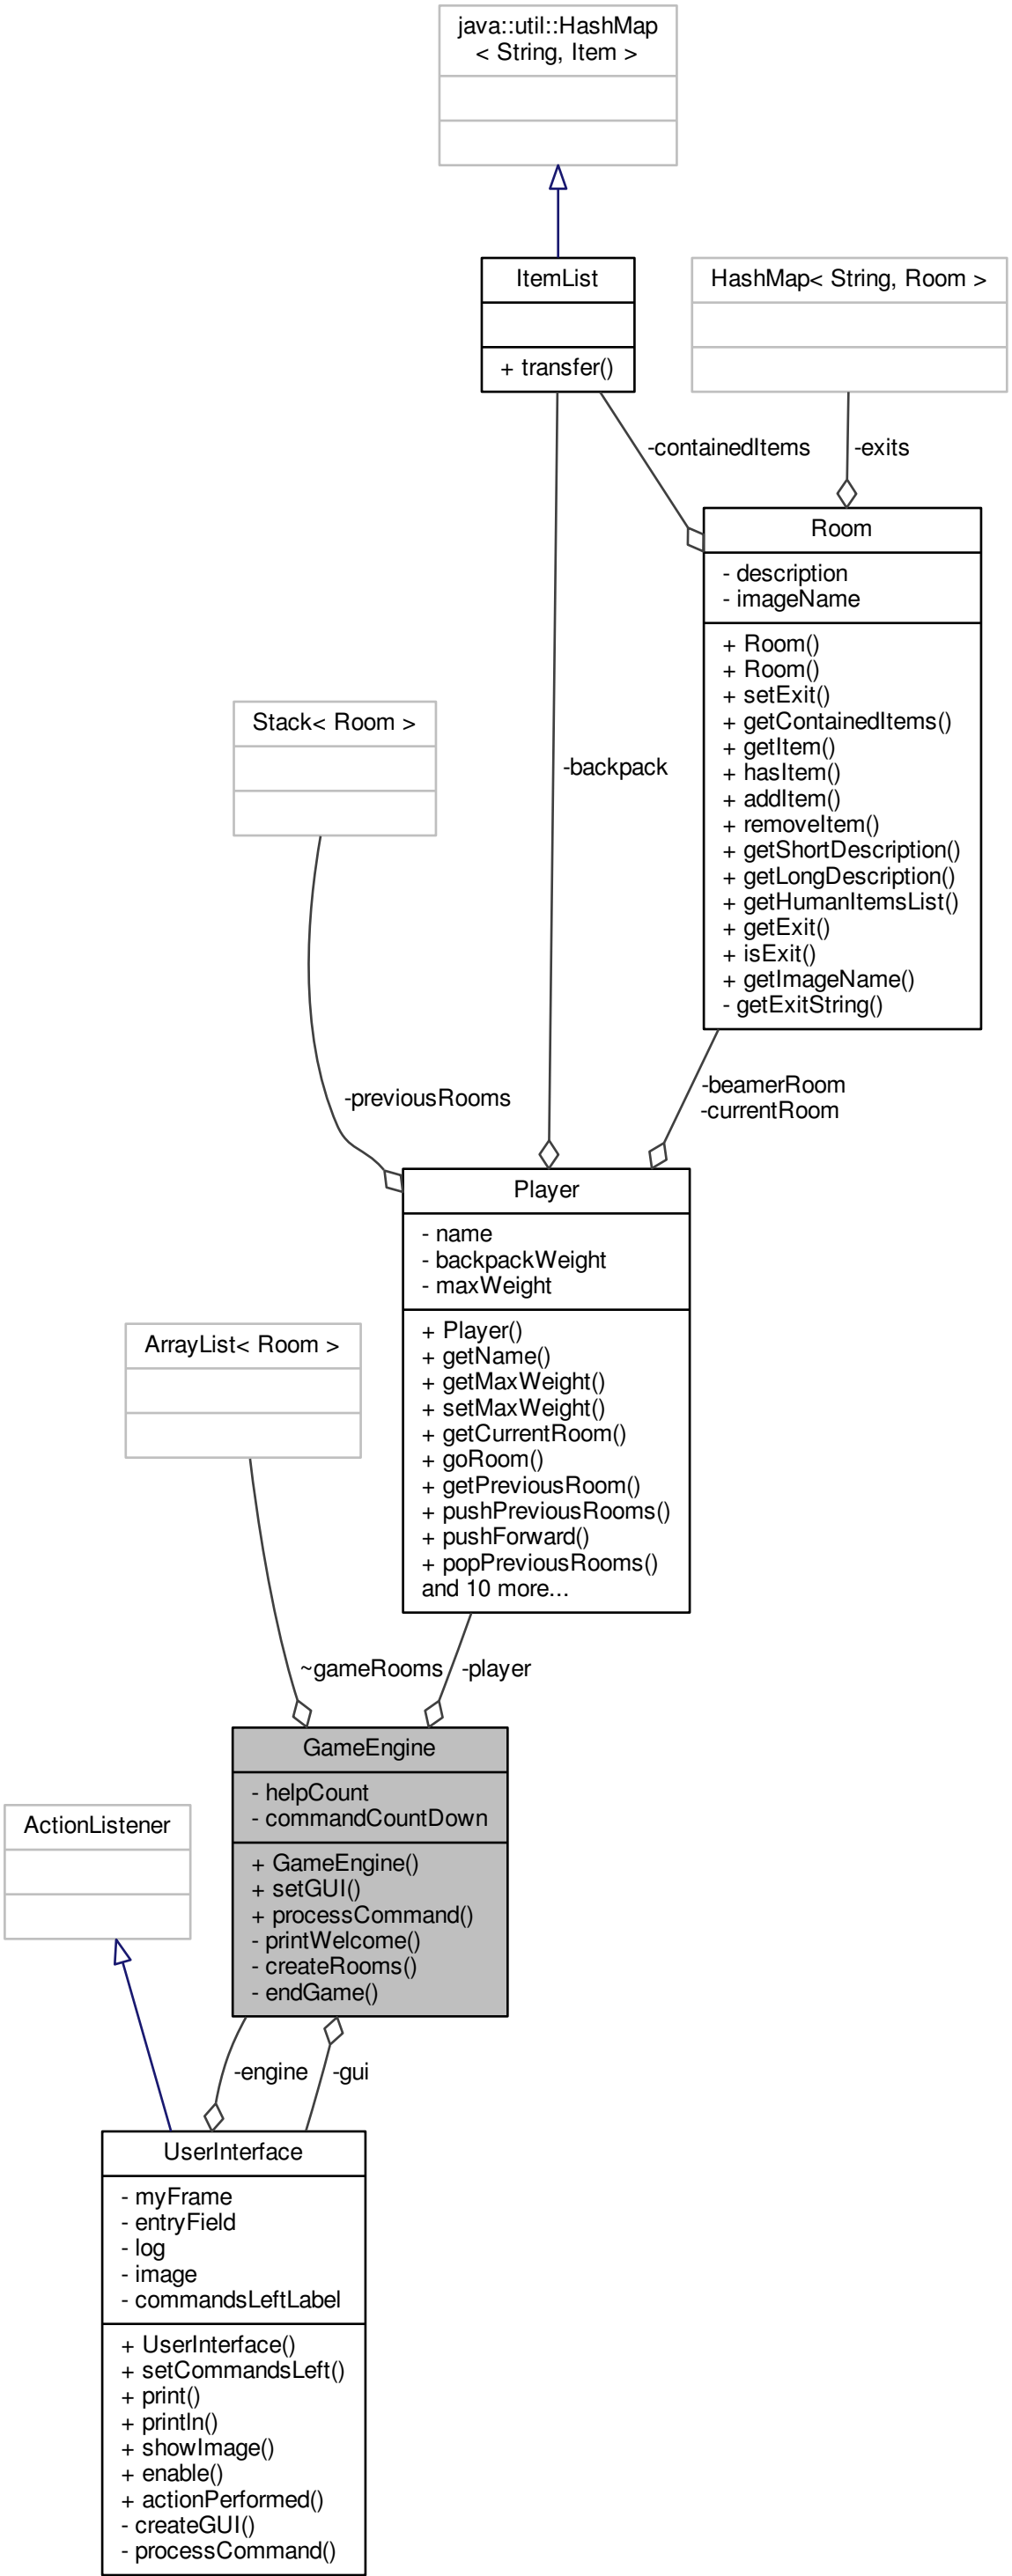 java::util::HashMap
< String, Item >
ItemList
+ transfer()
HashMap< String, Room >
-containedItems
-exits
Room
- description
- imageName
+ Room()
+ Room()
+ setExit()
+ getContainedItems()
+ getItem()
+ hasItem()
+ addItem()
+ removeItem()
+ getShortDescription()
+ getLongDescription()
+ getHumanItemsList()
+ getExit()
+ isExit()
+ getImageName()
- getExitString()
Stack< Room >
-backpack
-previousRooms
-beamerRoom
-currentRoom
Player
- name
- backpackWeight
- maxWeight
+ Player()
+ getName()
+ getMaxWeight()
+ setMaxWeight()
+ getCurrentRoom()
+ goRoom()
+ getPreviousRoom()
+ pushPreviousRooms()
+ pushForward()
+ popPreviousRooms()
and 10 more...
ArrayList< Room >
~gameRooms
-player
GameEngine
- helpCount
- commandCountDown
+ GameEngine()
+ setGUI()
+ processCommand()
- printWelcome()
- createRooms()
- endGame()
ActionListener
-engine
-gui
UserInterface
- myFrame
- entryField
- log
- image
- commandsLeftLabel
+ UserInterface()
+ setCommandsLeft()
+ print()
+ println()
+ showImage()
+ enable()
+ actionPerformed()
- createGUI()
- processCommand()